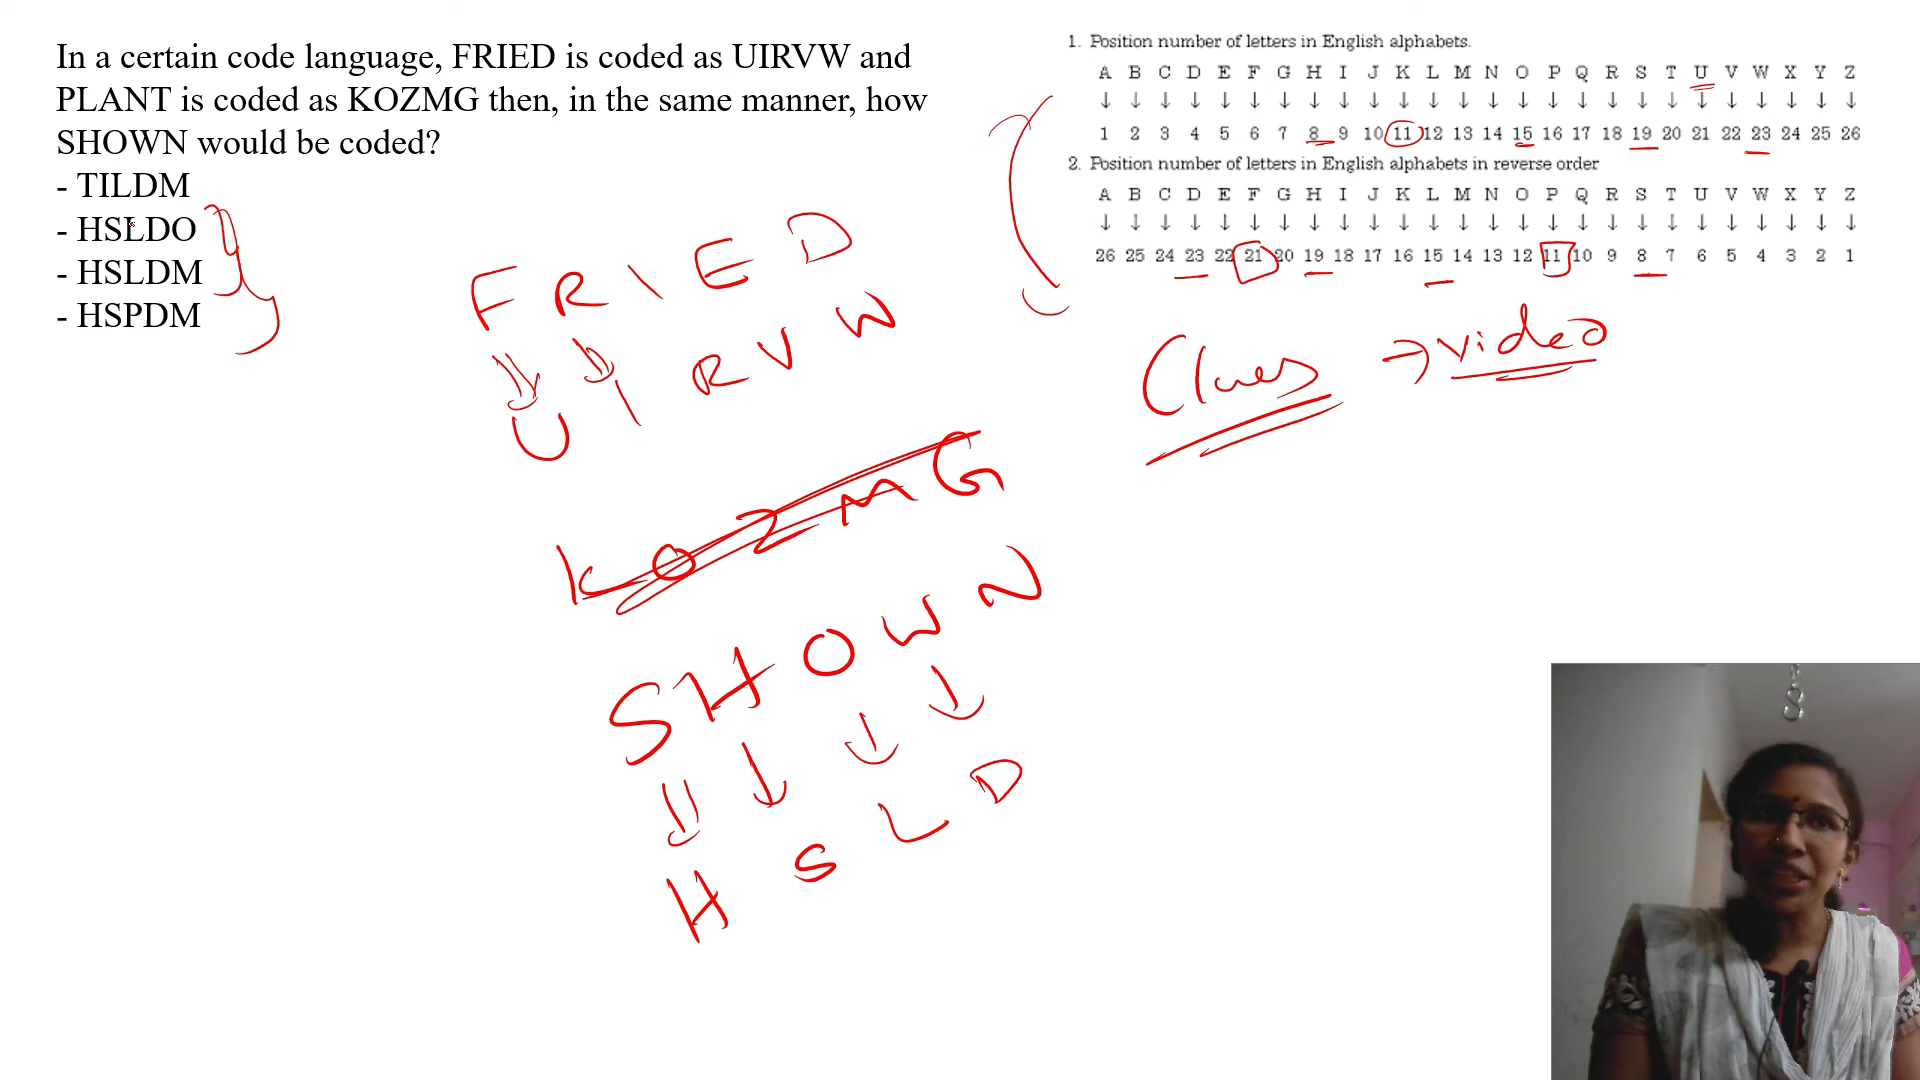 In a certain code language, FRIED is coded as UIRVW and
PLANT is coded as KOZMG then, in the same manner, how
SHOWN would be coded?
- TILDM
- HSLDO
- HSLDM
- HSPDM
1. Position number of letters in English alphabets.
A B C D E F G H I J K L M N O P Q R S T U V W X Y Z
↓ ↓ ↓ ↓ ↓ ↓ ↓ ↓ ↓ ↓ ↓ ↓ ↓ ↓ ↓ ↓ ↓ ↓ ↓ ↓ ↓ ↓ ↓ ↓ ↓ ↓
1 2 3 4 5 6 7 8 9 10 11 12 13 14 15 16 17 18 19 20 21 22 23 24 25 26
2. Position number of letters in English alphabets in reverse order
A B C D E F G H I J K L M N O P Q R S T U V W X Y Z
↓ ↓ ↓ ↓ ↓ ↓ ↓ ↓ ↓ ↓ ↓ ↓ ↓ ↓ ↓ ↓ ↓ ↓ ↓ ↓ ↓ ↓ ↓ ↓ ↓ ↓
26 25 24 23 22 21 20 19 18 17 16 15 14 13 12 11 10 9 8 7 6 5 4 3 2 1
Clues → video
F R I E D
U I R V W
K O Z M G
S H O W N
H S L D